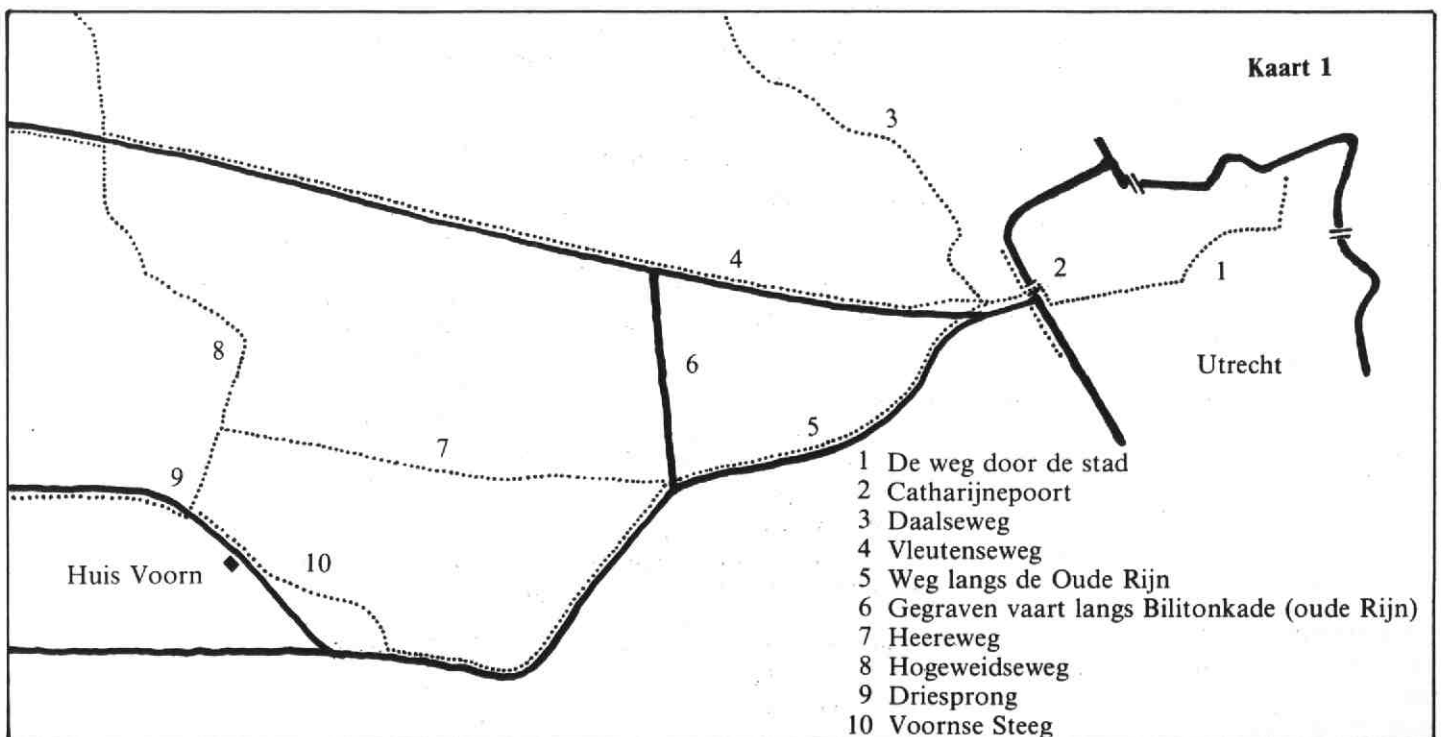 Kaart 1
3
4
2
1
8
6
Utrecht
7
5
9
10
Huis Voorn
1 De weg door de stad
2 Catharijnepoort
3 Daalseweg
4 Vleutenseweg
5 Weg langs de Oude Rijn
6 Gegraven vaart langs Bilitonkade (oude Rijn)
7 Heereweg
8 Hogeweidseweg
9 Driesprong
10 Voornse Steeg